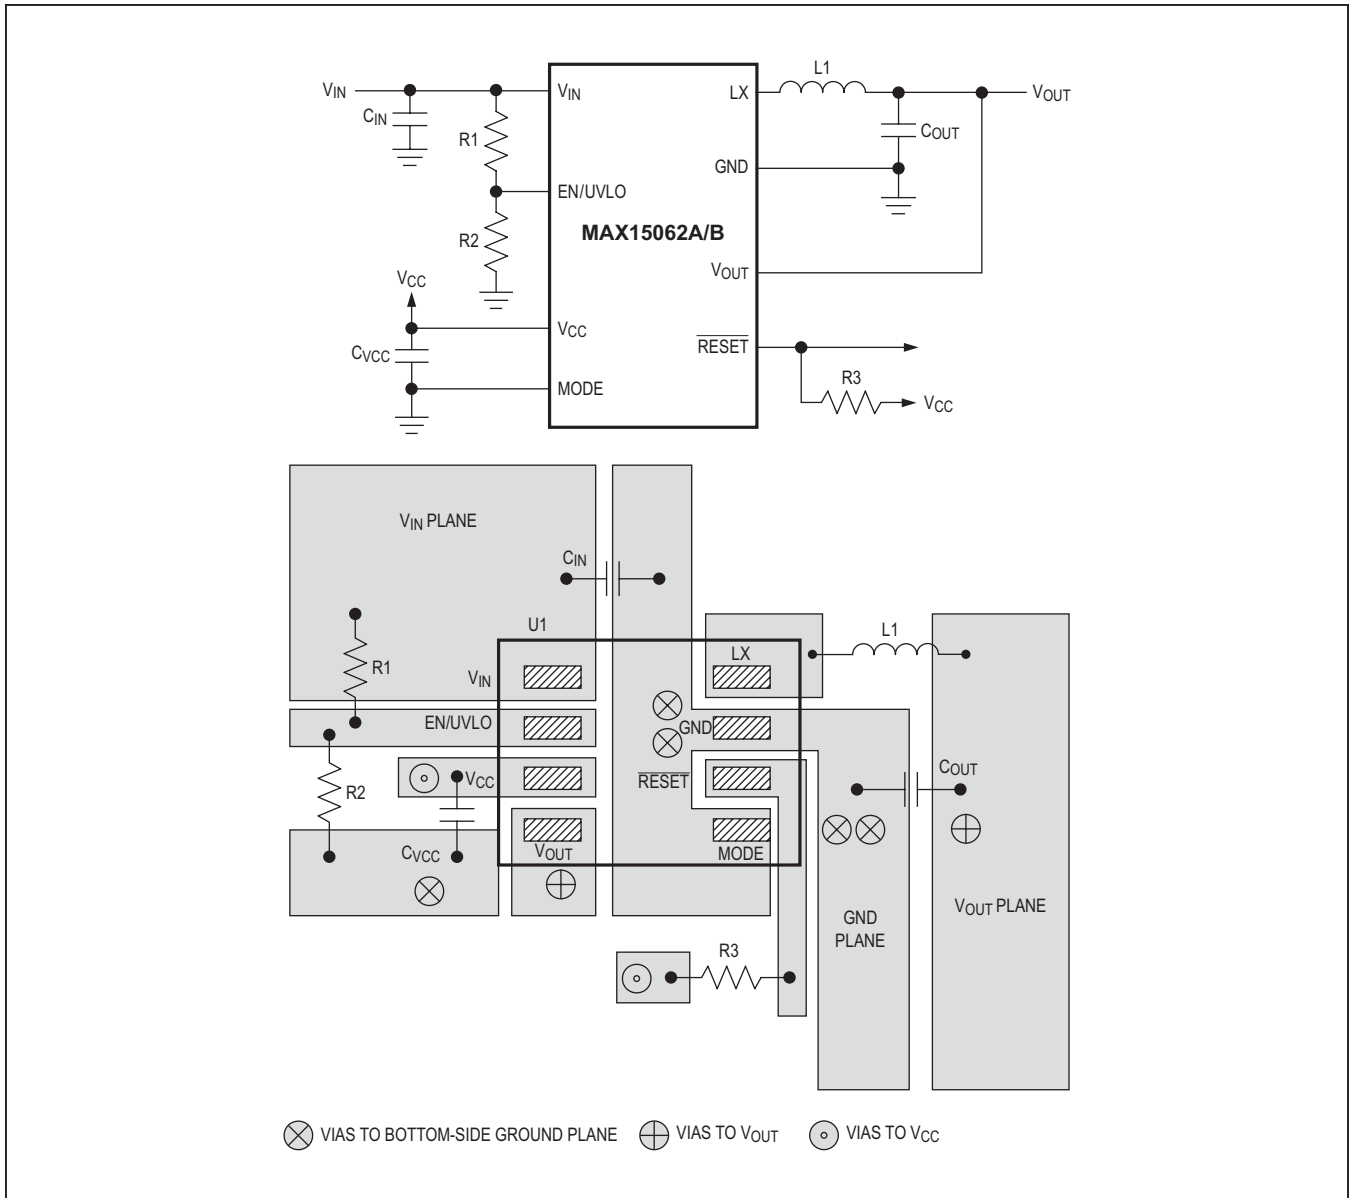 L1
VIN
VIN
LX
VOUT
CIN
COUT
R1
GND
EN/UVLO
MAX15062A/B
R2
VOUT
VCC
VCC
RESET
CVCC
R3
MODE
VCC
VIN PLANE
CIN
U1
L1
LX
R1
VIN
EN/UVLO
GND
COUT
VCC
RESET
R2
CVCC
VOUT
MODE
VOUT PLANE
GND
PLANE
R3
VIAS TO BOTTOM-SIDE GROUND PLANE
VIAS TO VOUT
VIAS TO VCC